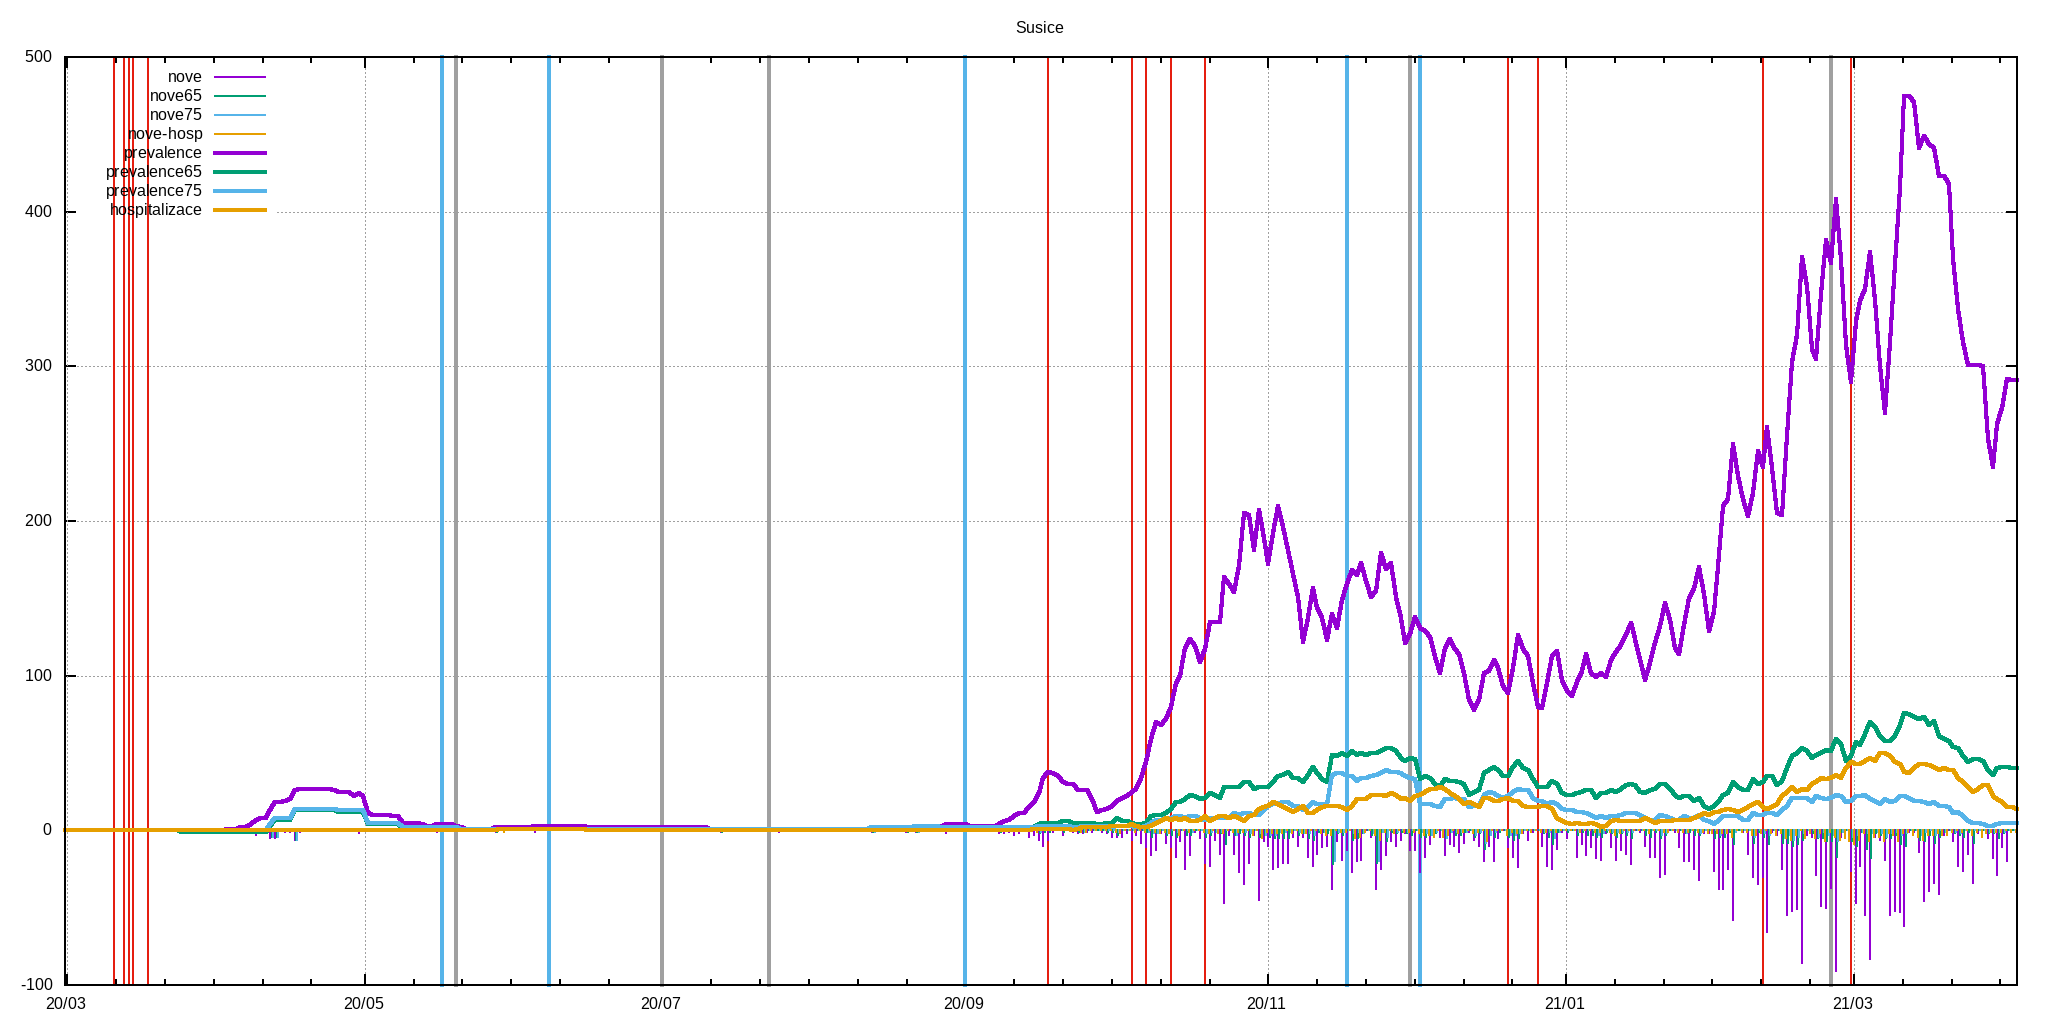 Susice
500
nove
nove65
nove75
nove-hosp
prevalence
prevalence65
prevalence75
hospitalizace
400
300
200
100
0
-100
20/03 20/05 20/07 20/09 20/11 21/01 21/03